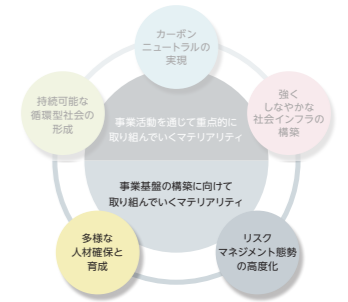 カーボン
ニュートラルの
実現
持続可能な
循環型社会の
形成
強く
しなやかな
社会インフラの
構築
事業活動を通じて重点的に
取り組んでいくマテリアリティ
事業基盤の構築に向けて
取り組んでいくマテリアリティ
多様な
人材確保と
育成
リスク
マネジメント態勢
の高度化